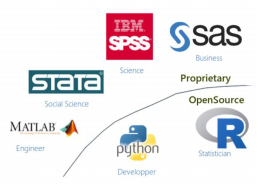 IBM
SPSS
Science
sas
Business
STATA
Social Science
Proprietary
OpenSource
MATLAB
Engineer
python
Developper
R
Statistician